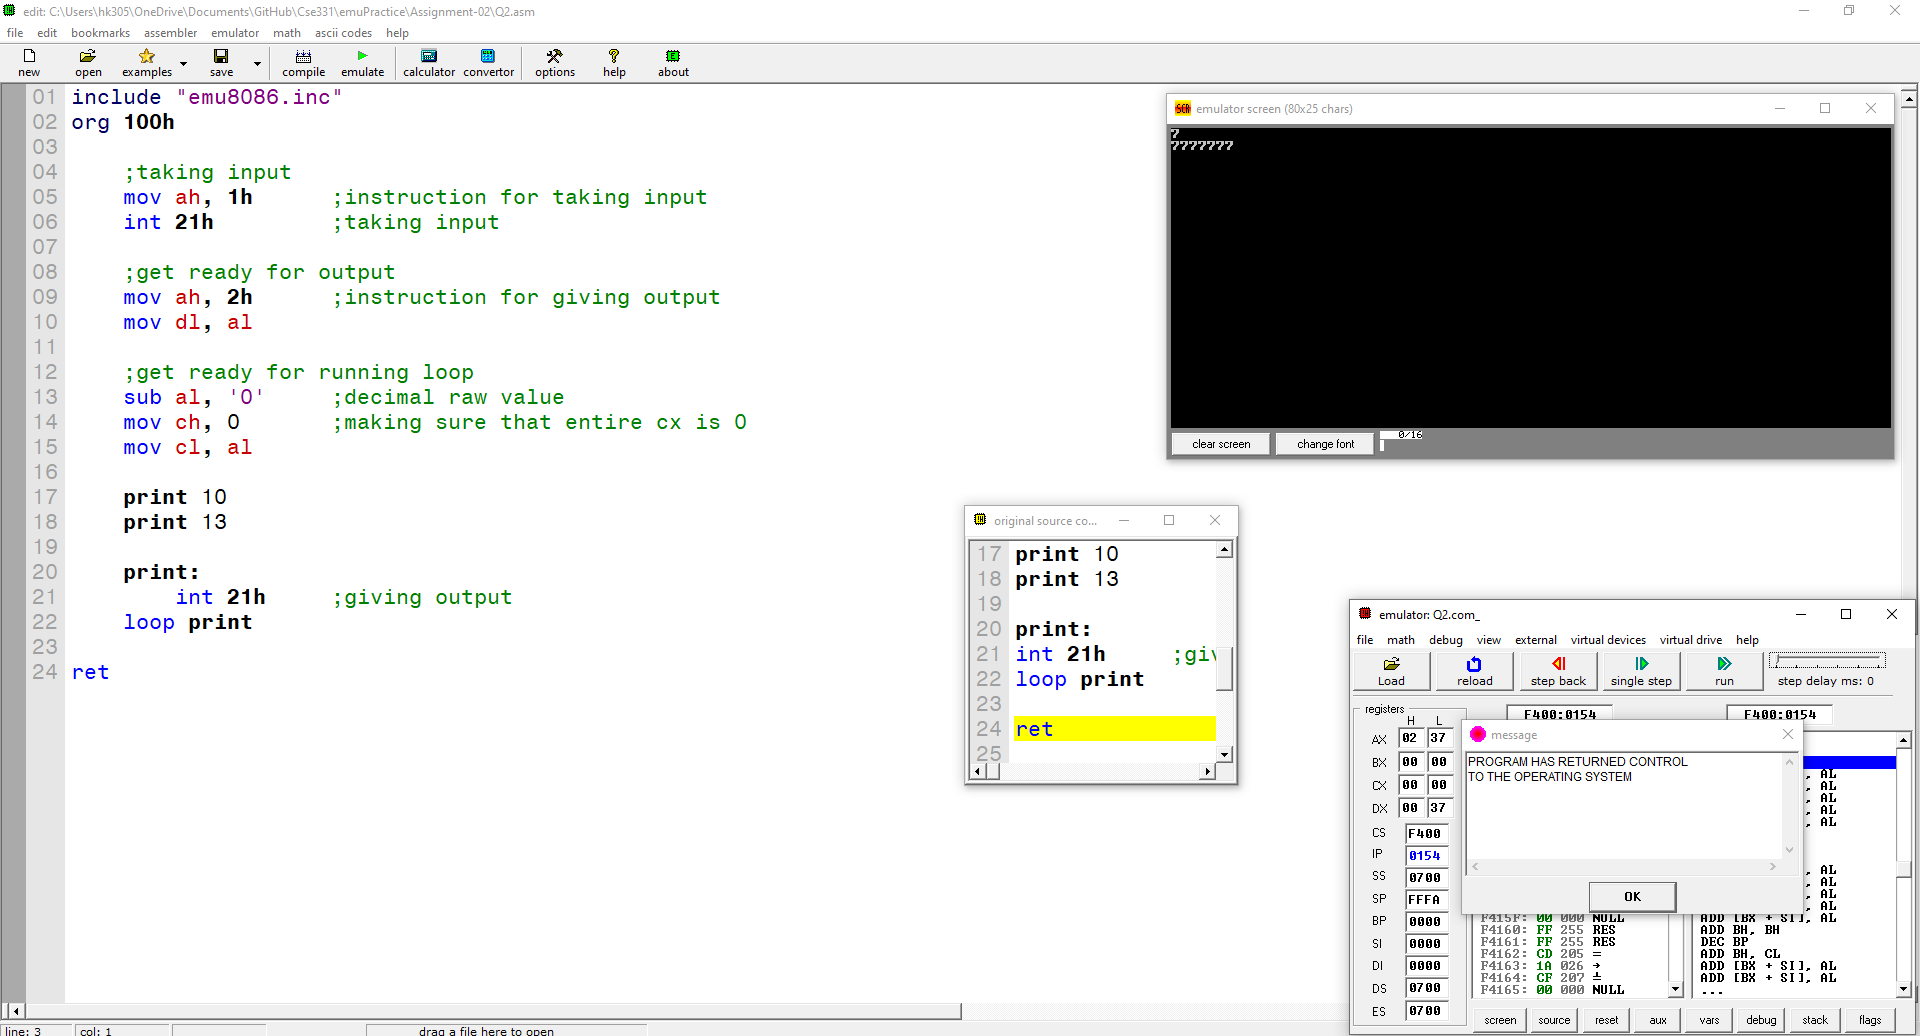 edit: C:\Users\hk305\OneDrive\Documents\GitHub\Cse331\emuPractice\Assignment-02\Q2.asm
file edit bookmarks assembler emulator math ascii codes help
new open examples save compile emulate calculator convertor options help about
01 include "emu8086.inc"
02 org 100h
03
04 ;taking input
05 mov ah, 1h ;instruction for taking input
06 int 21h ;taking input
07
08 ;get ready for output
09 mov ah, 2h ;instruction for giving output
10 mov dl, al
11
12 ;get ready for running loop
13 sub al, '0' ;decimal raw value
14 mov ch, 0 ;making sure that entire cx is 0
15 mov cl, al
16
17 print 10
18 print 13
19
20 print:
21 int 21h ;giving output
22 loop print
23
24 ret
line: 3 col: 1 drag a file here to open
emulator screen (80x25 chars)
7
7777777
clear screen change font 0/16
original source co...
17 print 10
18 print 13
19
20 print:
21 int 21h ;giv
22 loop print
23
24 ret
25
emulator: Q2.com_
file math debug view external virtual devices virtual drive help
Load reload step back single step run step delay ms: 0
registers F400:0154 F400:0154
H L
AX 02 37
BX 00 00
CX 00 00
DX 00 37
CS F400
IP 0154
SS 0700
SP FFFA
BP 0000
SI 0000
DI 0000
DS 0700
ES 0700
message
PROGRAM HAS RETURNED CONTROL
TO THE OPERATING SYSTEM
OK
, AL
, AL
, AL
, AL
, AL
, AL
, AL
, AL
, AL
F415F: 00 000 NULL ADD [BX + SI], AL
F4160: FF 255 RES ADD BH, BH
F4161: FF 255 RES DEC BP
F4162: CD 205 = ADD BH, CL
F4163: 1A 026 → ADD [BX + SI], AL
F4164: CF 207 ╧ ADD [BX + SI], AL
F4165: 00 000 NULL ...
screen source reset aux vars debug stack flags